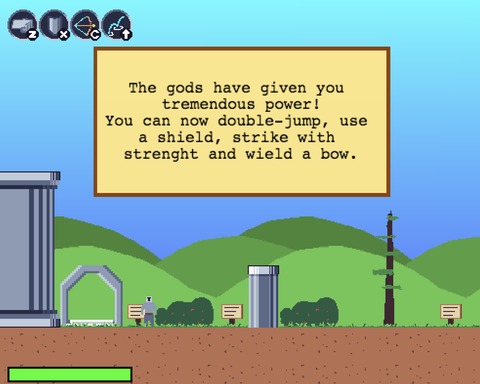 Z X C
The gods have given you
tremendous power!
You can now double-jump, use
a shield, strike with
strenght and wield a bow.